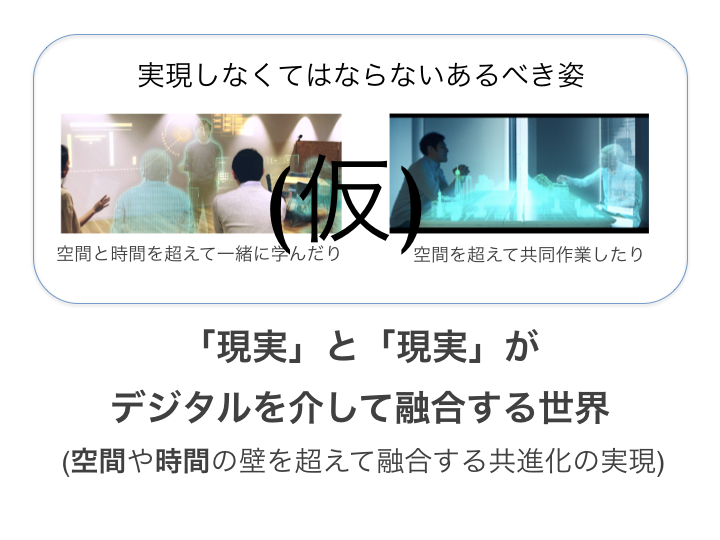 実現しなくてはならないあるべき姿
(仮)
空間と時間を超えて一緒に学んだり
空間を超えて共同作業したり
「現実」と「現実」が
デジタルを介して融合する世界
(空間や時間の壁を超えて融合する共進化の実現)